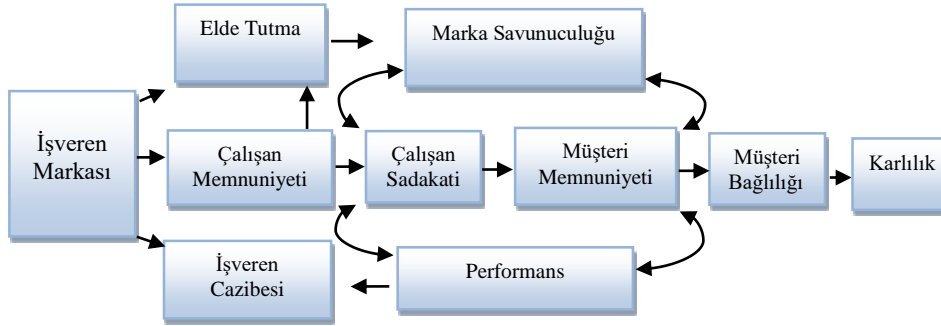 Elde Tutma
Marka Savunuculuğu
İşveren
Markası
Çalışan
Memnuniyeti
Çalışan
Sadakati
Müşteri
Memnuniyeti
Müşteri
Bağlılığı
Karlılık
İşveren
Cazibesi
Performans